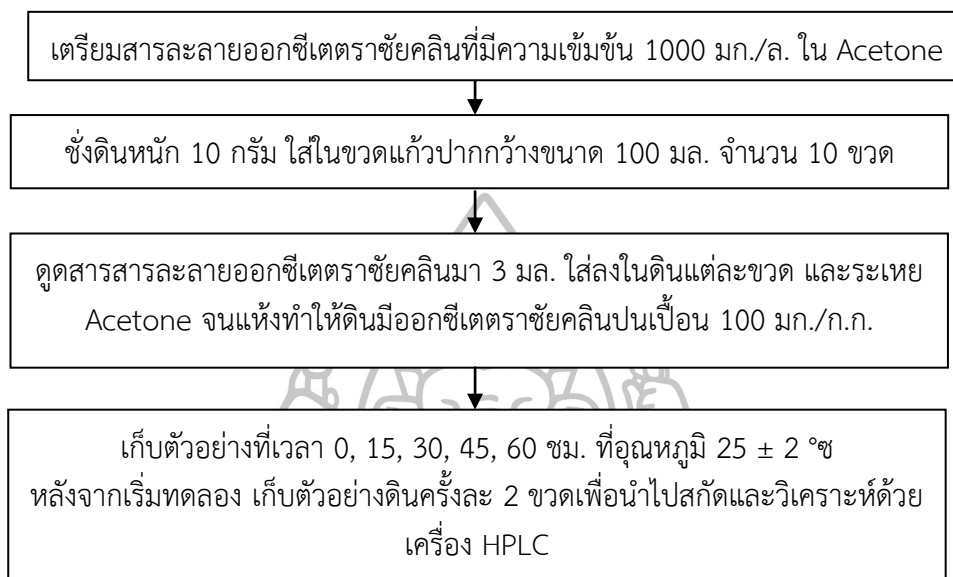 เตรียมสารละลายออกซีเตตราซัยคลินที่มีความเข้มข้น 1000 มก./ล. ใน Acetone
ชั่งดินหนัก 10 กรัม ใส่ในขวดแก้วปากกว้างขนาด 100 มล. จำนวน 10 ขวด
ดูดสารสารละลายออกซีเตตราซัยคลินมา 3 มล. ใส่ลงในดินแต่ละขวด และระเหย
Acetone จนแห้งทำให้ดินมีออกซีเตตราซัยคลินปนเปื้อน 100 มก./ก.ก.
เก็บตัวอย่างที่เวลา 0, 15, 30, 45, 60 ชม. ที่อุณหภูมิ 25 ± 2 °ซ
หลังจากเริ่มทดลอง เก็บตัวอย่างดินครั้งละ 2 ขวดเพื่อนำไปสกัดและวิเคราะห์ด้วย
เครื่อง HPLC